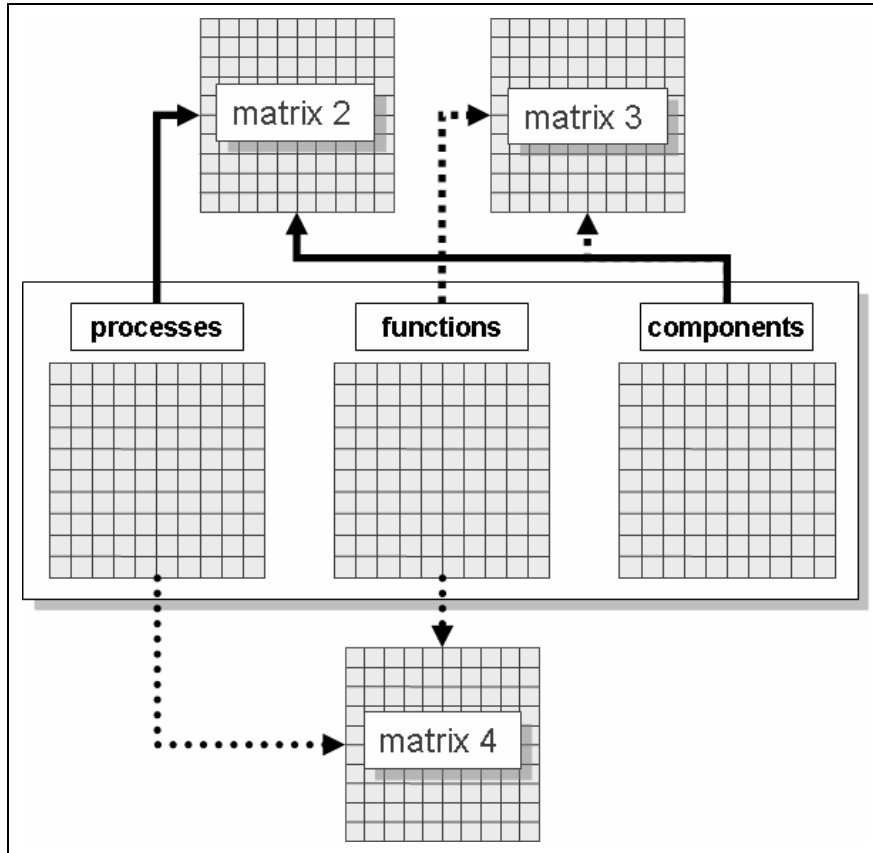 matrix 2
matrix 3
processes
functions
components
matrix 4